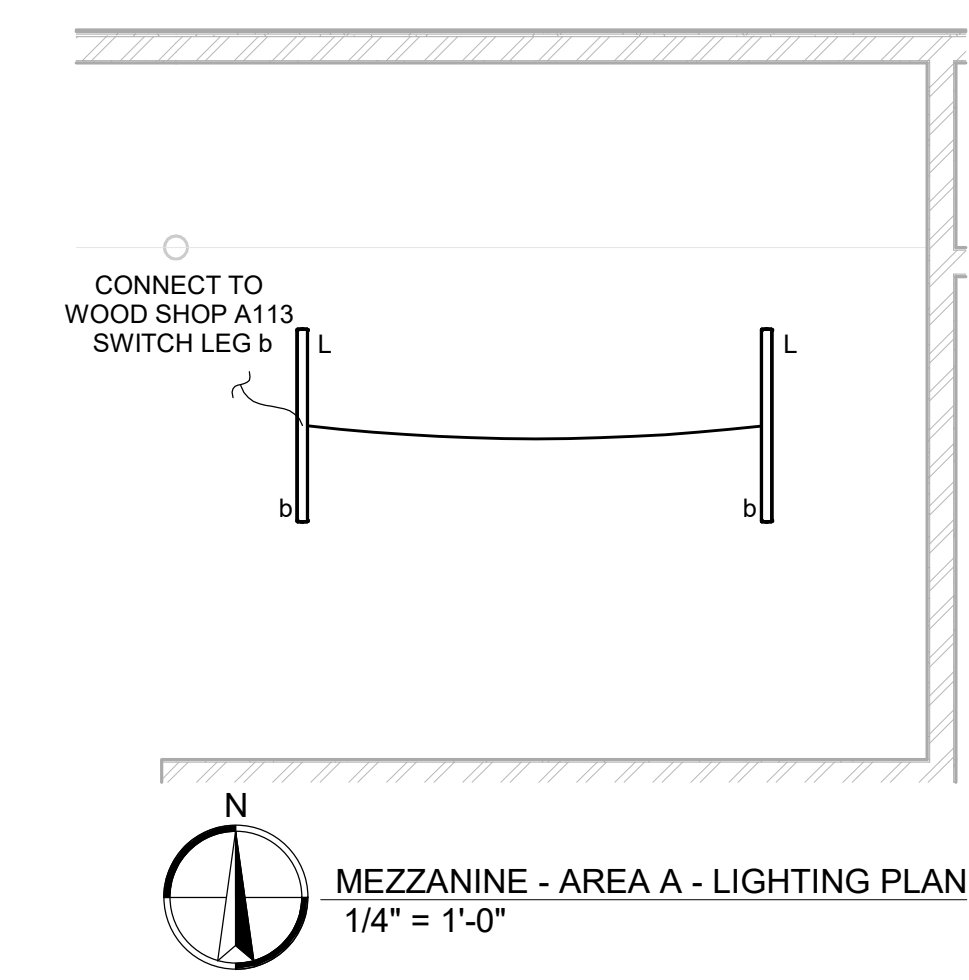 CONNECT TO
WOOD SHOP A113
SWITCH LEG b
L
L
b
b
N
MEZZANINE - AREA A - LIGHTING PLAN
1/4" = 1'-0"